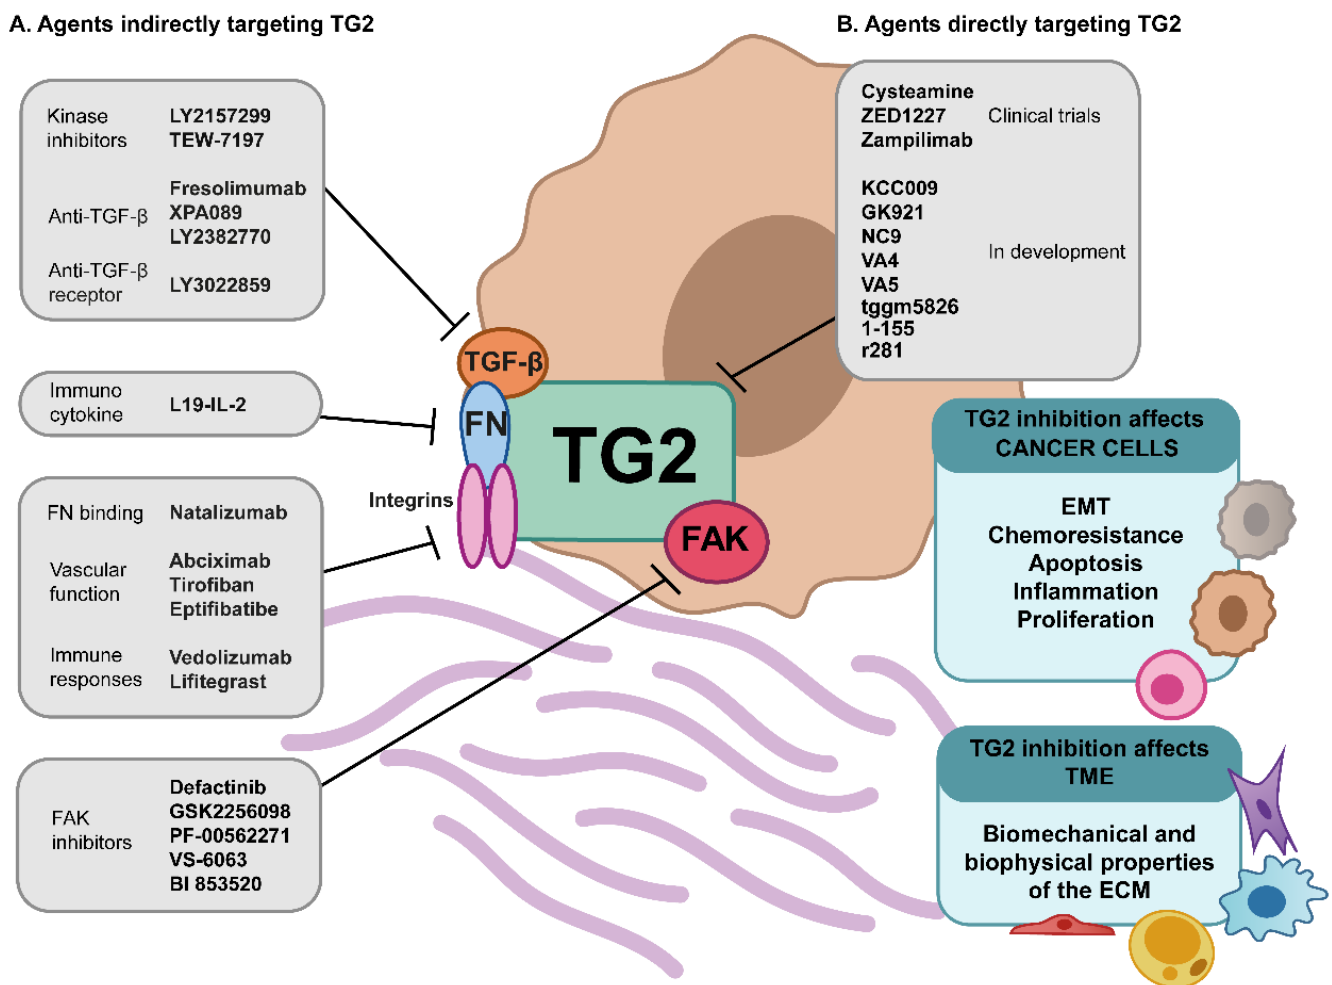 A. Agents indirectly targeting TG2
Kinase
inhibitors
LY2157299
TEW-7197
Anti-TGF-β
Fresolimumab
XPA089
LY2382770
Anti-TGF-β
receptor
LY3022859
Immuno
cytokine
L19-IL-2
FN binding
Natalizumab
Vascular
function
Abciximab
Tirofiban
Eptifibatibe
Immune
responses
Vedolizumab
Lifitegrast
FAK
inhibitors
Defactinib
GSK2256098
PF-00562271
VS-6063
BI 853520
TGF-β
FN
Integrins
TG2
FAK
B. Agents directly targeting TG2
Cysteamine
ZED1227
Zampilimab
Clinical trials
KCC009
GK921
NC9
VA4
VA5
tggm5826
1-155
r281
In development
TG2 inhibition affects
CANCER CELLS
EMT
Chemoresistance
Apoptosis
Inflammation
Proliferation
TG2 inhibition affects
TME
Biomechanical and
biophysical properties
of the ECM